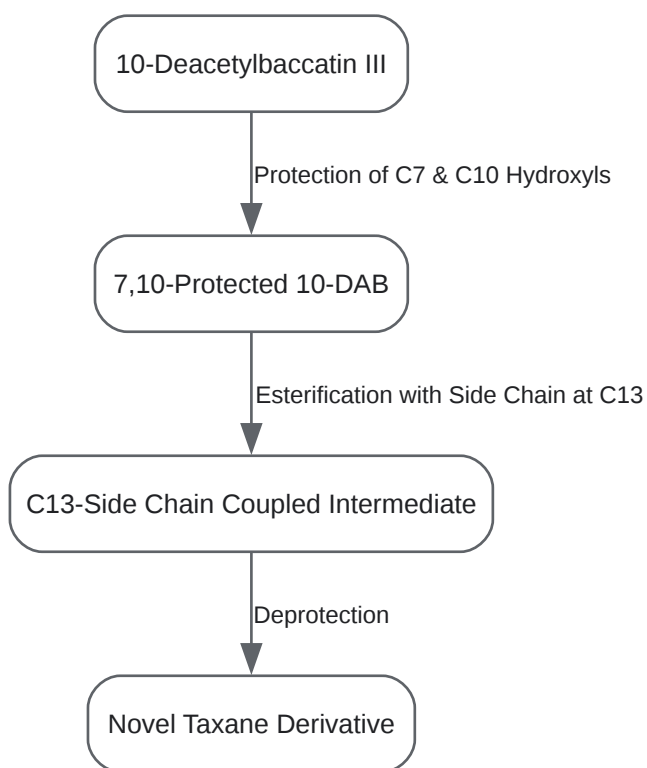 10-Deacetylbaccatin III
Protection of C7 & C10 Hydroxyls
7,10-Protected 10-DAB
Esterification with Side Chain at C13
C13-Side Chain Coupled Intermediate
Deprotection
Novel Taxane Derivative